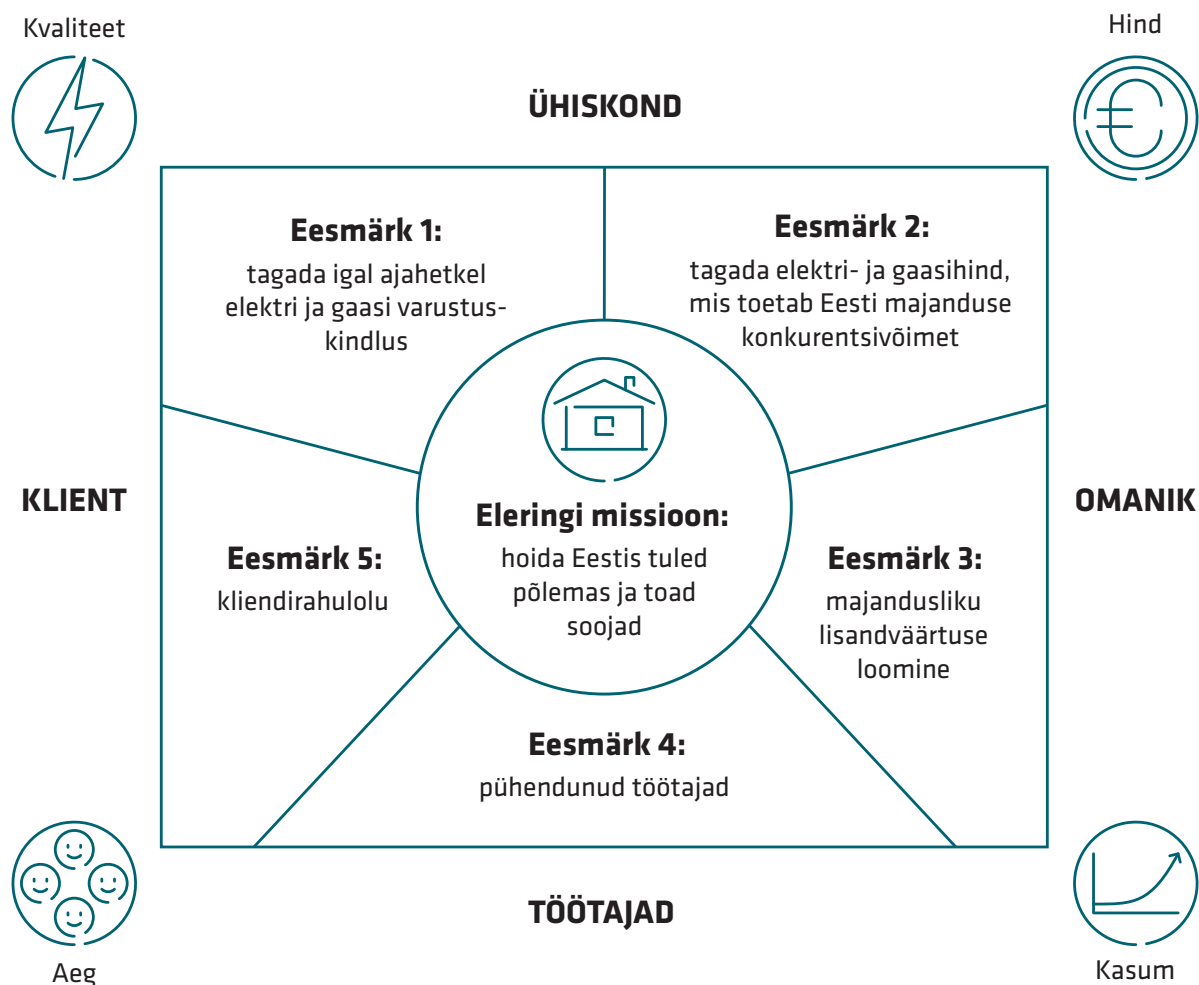 Kvaliteet
Hind
ÜHISKOND
Eesmärk 1:
tagada igal ajahetkel
elektri ja gaasi varustus-
kindlus
Eesmärk 2:
tagada elektri- ja gaasihind,
mis toetab Eesti majanduse
konkurentsivõimet
KLIENT
Eleringi missioon:
hoida Eestis tuled
põlemas ja toad
soojad
OMANIK
Eesmärk 5:
kliendirahulolu
Eesmärk 3:
majandusliku
lisandväärtuse
loomine
Eesmärk 4:
pühendunud töötajad
TÖÖTAJAD
Aeg
Kasum